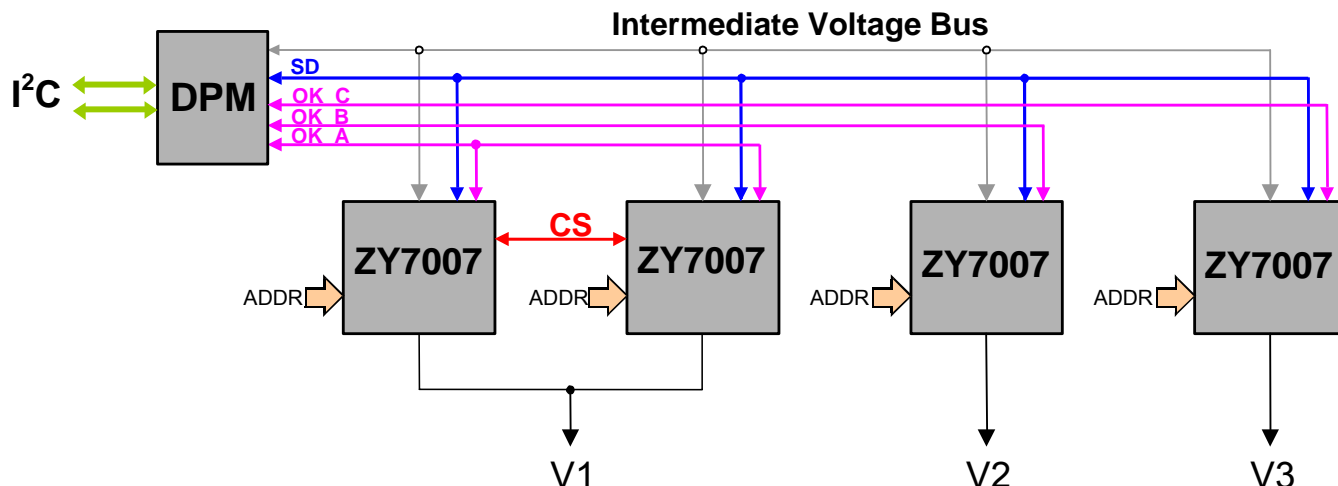 Intermediate Voltage Bus
I²C
DPM
SD
OK_C
OK_B
OK_A
ZY7007
CS
ZY7007
ZY7007
ZY7007
ADDR
ADDR
ADDR
ADDR
V1
V2
V3